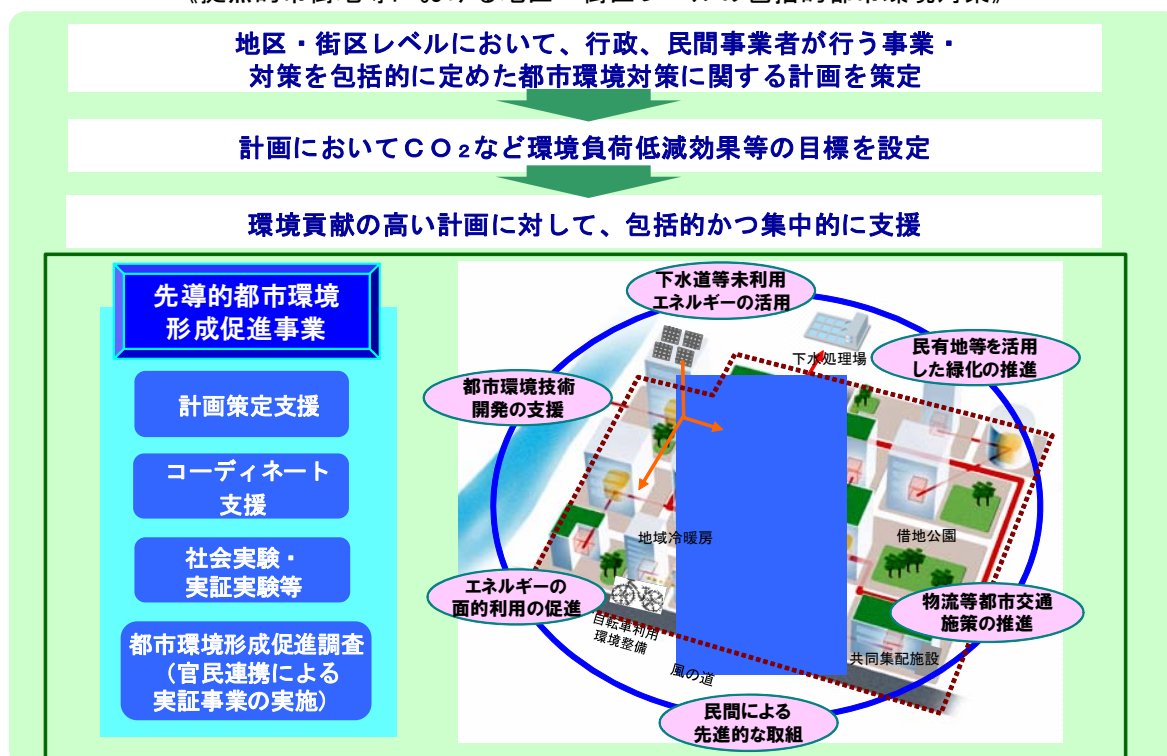 地区・街区レベルにおいて、行政、民間事業者が行う事業・
対策を包括的に定めた都市環境対策に関する計画を策定
計画においてＣＯ₂など環境負荷低減効果等の目標を設定
環境貢献の高い計画に対して、包括的かつ集中的に支援
先導的都市環境
形成促進事業
計画策定支援
コーディネート
支援
社会実験・
実証実験等
都市環境形成促進調査
（官民連携による
実証事業の実施）
下水道等未利用
エネルギーの活用
下水処理場
民有地等を活用
した緑化の推進
都市環境技術
開発の支援
地域冷暖房
借地公園
エネルギーの
面的利用の促進
自転車利用
環境整備
風の道
共同集配施設
物流等都市交通
施策の推進
民間による
先進的な取組